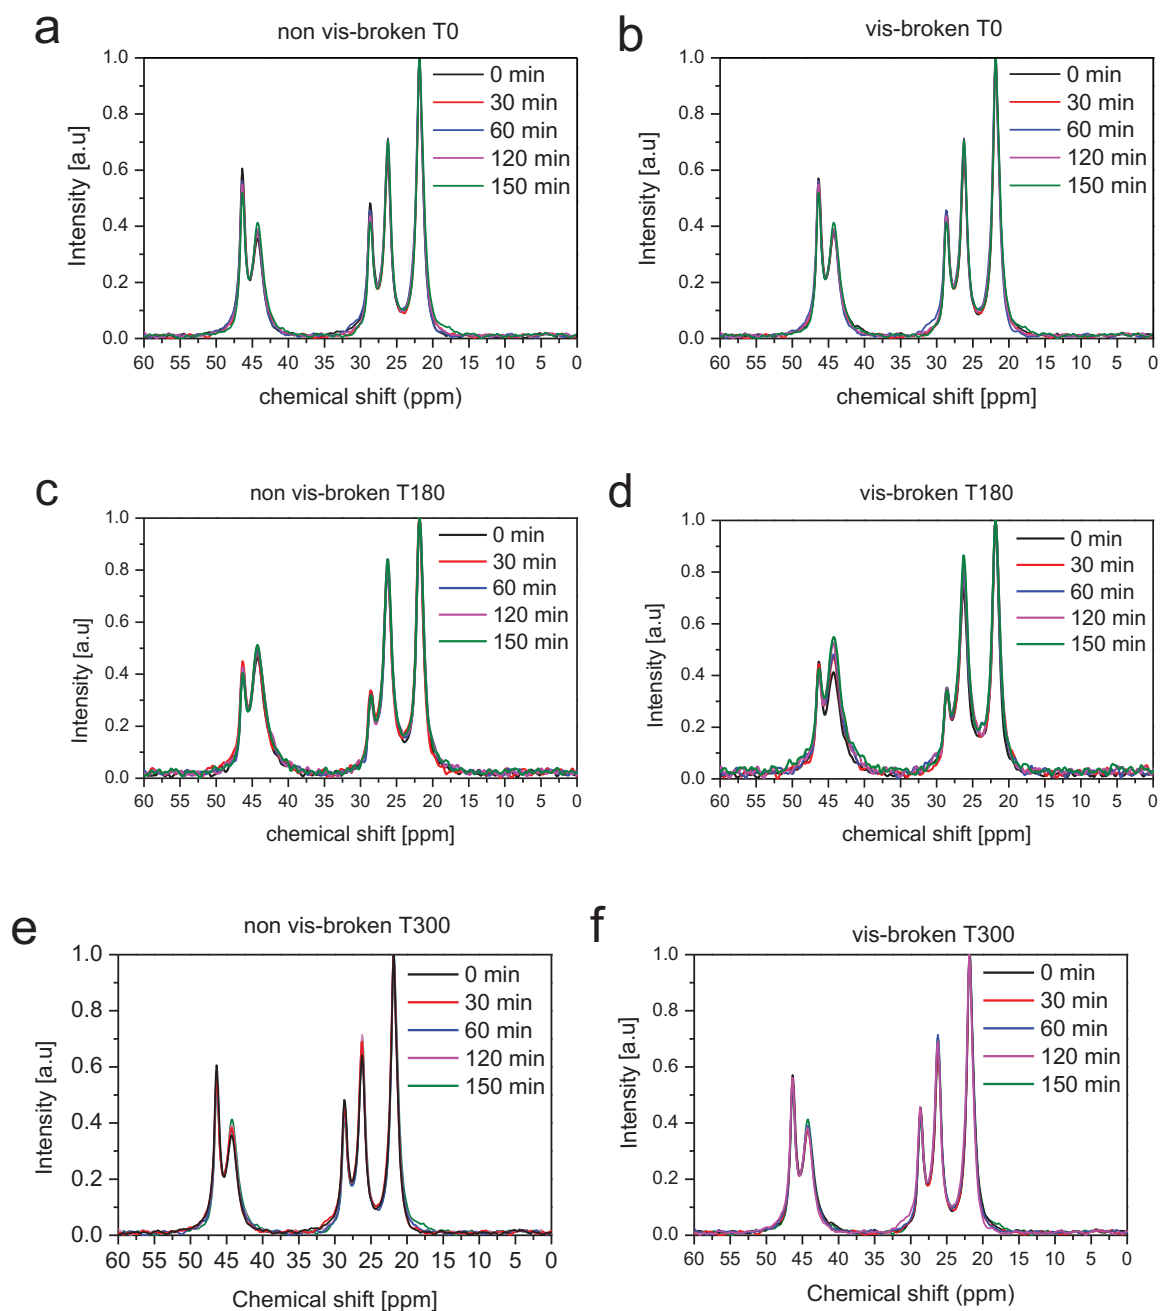 a
non vis-broken T0
1.0
0.8
0.6
0.4
0.2
0.0
Intensity [a.u]
0 min
30 min
60 min
120 min
150 min
60 55 50 45 40 35 30 25 20 15 10 5 0
chemical shift (ppm)
b
vis-broken T0
1.0
0.8
0.6
0.4
0.2
0.0
Intensity [a.u]
0 min
30 min
60 min
120 min
150 min
60 55 50 45 40 35 30 25 20 15 10 5 0
chemical shift [ppm]
c
non vis-broken T180
1.0
0.8
0.6
0.4
0.2
0.0
Intensity [a.u]
0 min
30 min
60 min
120 min
150 min
60 55 50 45 40 35 30 25 20 15 10 5 0
chemical shift [ppm]
d
vis-broken T180
1.0
0.8
0.6
0.4
0.2
0.0
Intensity [a.u]
0 min
30 min
60 min
120 min
150 min
60 55 50 45 40 35 30 25 20 15 10 5 0
chemical shift [ppm]
e
non vis-broken T300
1.0
0.8
0.6
0.4
0.2
0.0
Intensity [a.u]
0 min
30 min
60 min
120 min
150 min
60 55 50 45 40 35 30 25 20 15 10 5 0
Chemical shift [ppm]
f
vis-broken T300
1.0
0.8
0.6
0.4
0.2
0.0
Intensity [a.u]
0 min
30 min
60 min
120 min
150 min
60 55 50 45 40 35 30 25 20 15 10 5 0
Chemical shift (ppm)